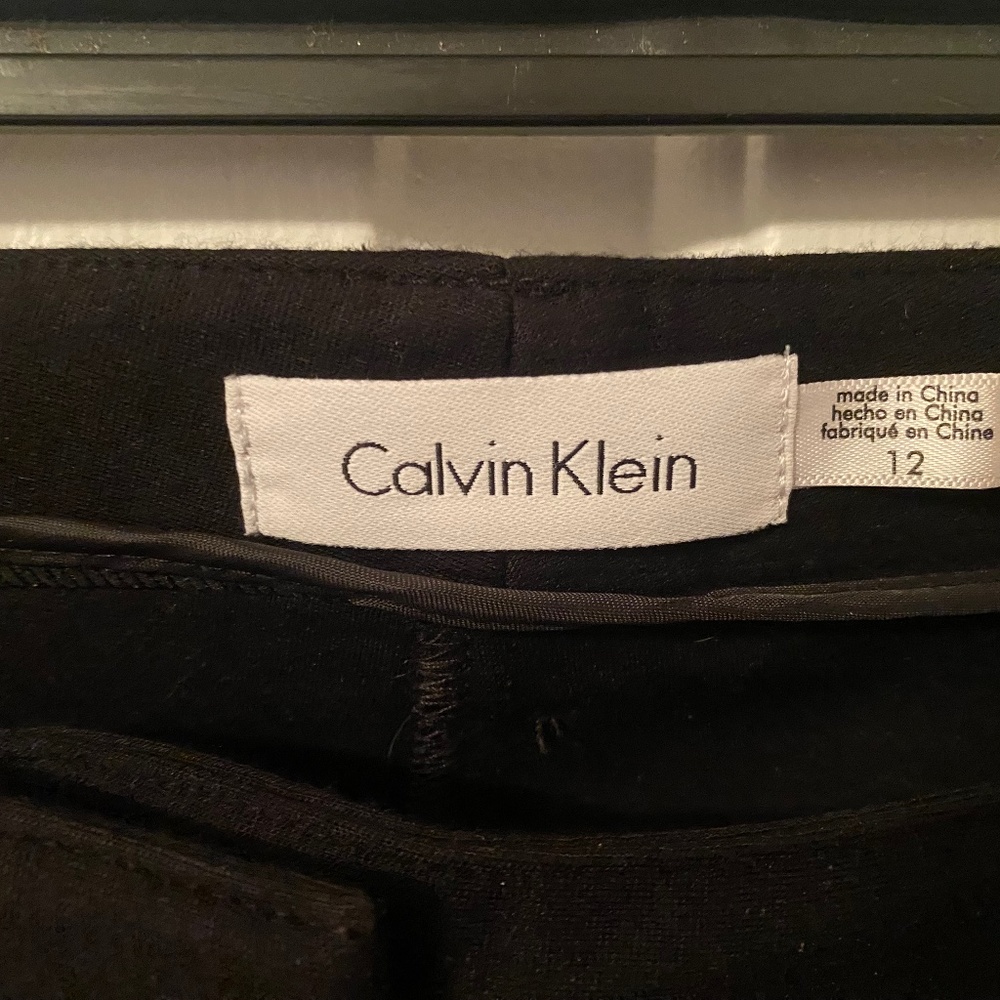 Calvin Klein
made in China
hecho en China
fabriqué en Chine
12